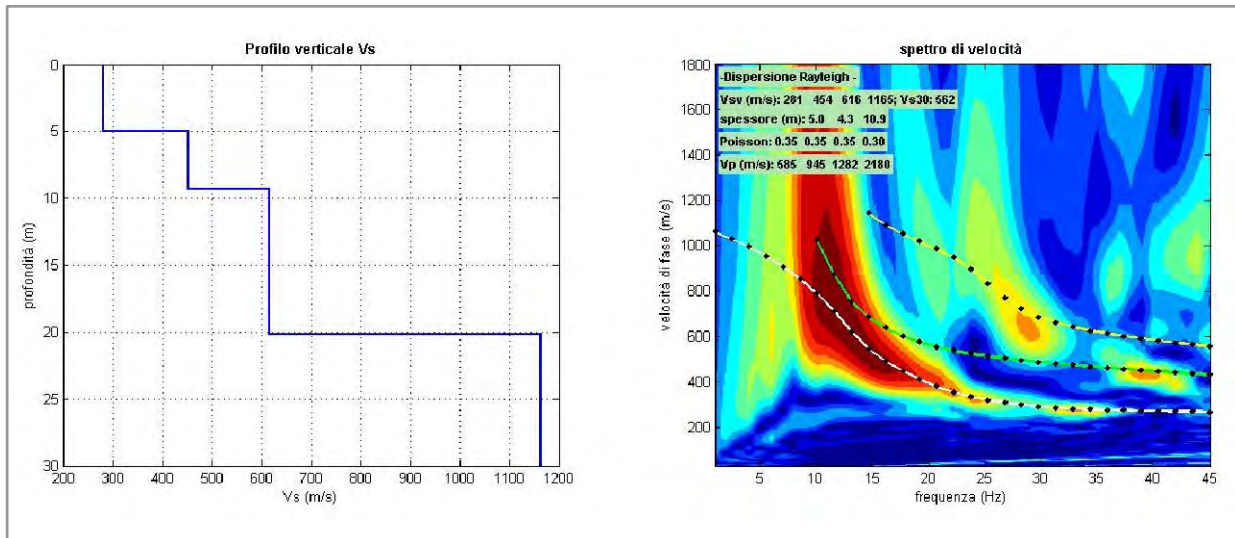 Profilo verticale Vs
0
5
10
15
20
25
30
profondità (m)
200 300 400 500 600 700 800 900 1000 1100 1200
Vs (m/s)
spettro di velocità
-Dispersione Rayleigh -
Vsv (m/s): 281 454 616 1165; Vs30: 562
spessore (m): 5.0 4.3 10.9
Poisson: 0.35 0.35 0.35 0.30
Vp (m/s): 585 945 1282 2180
1800
1600
1400
1200
1000
800
600
400
200
velocità di fase (m/s)
5 10 15 20 25 30 35 40 45
frequenza (Hz)